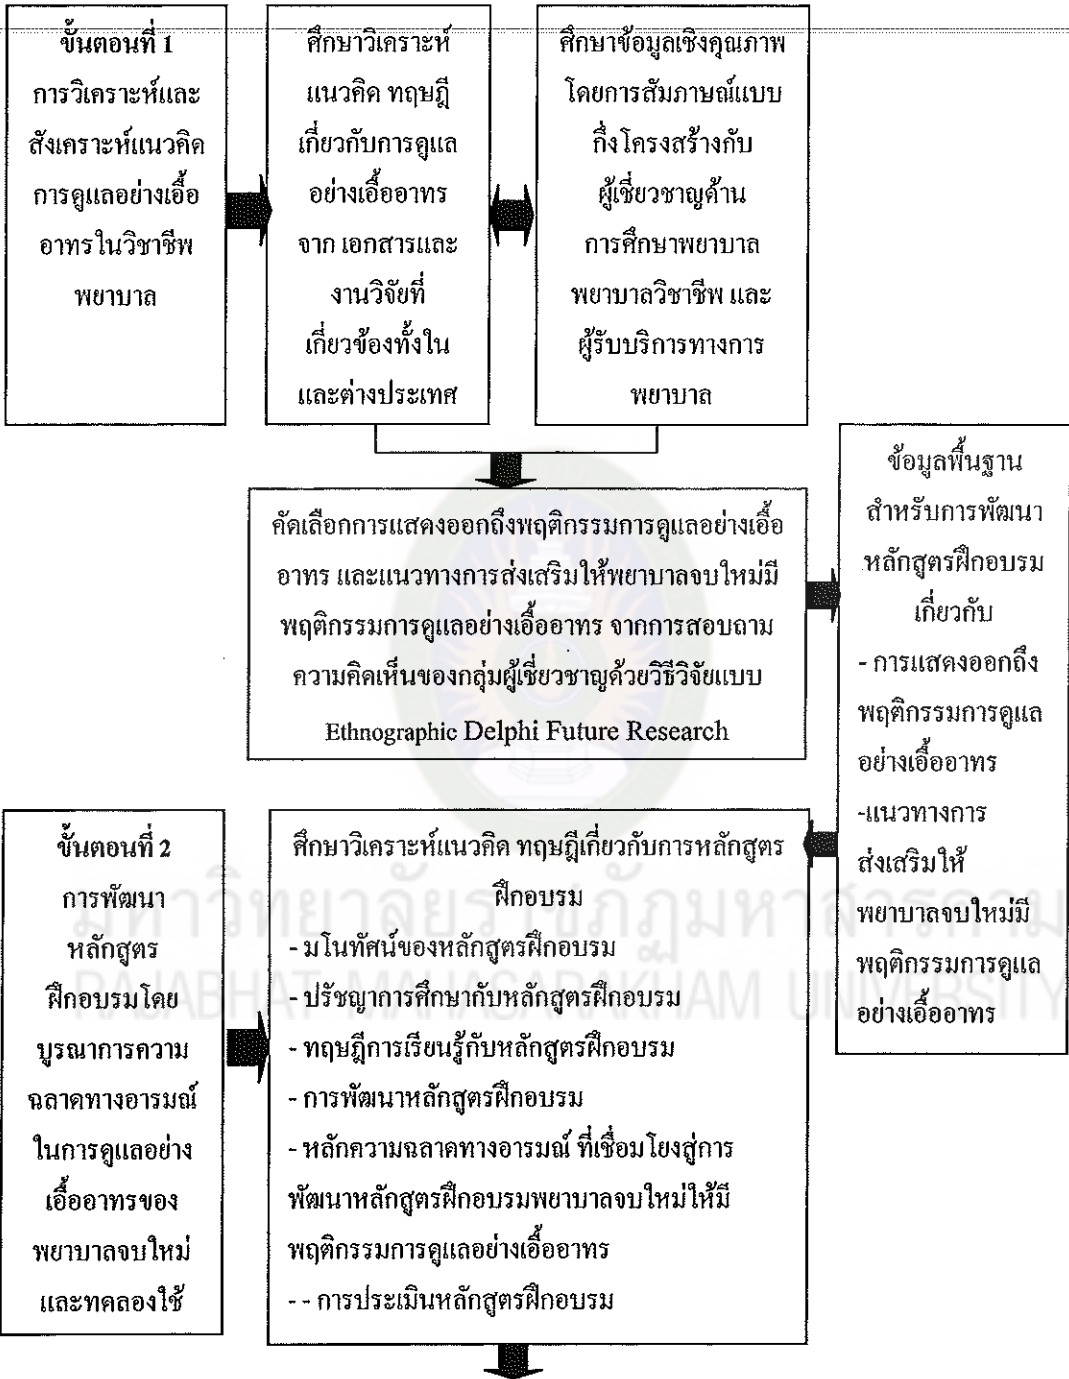 ขั้นตอนที่ 1
การวิเคราะห์และ
สังเคราะห์แนวคิด
การดูแลอย่างเอื้อ
อาทรในวิชาชีพ
พยาบาล
ศึกษาวิเคราะห์
แนวคิด ทฤษฎี
เกี่ยวกับการดูแล
อย่างเอื้ออาทร
จาก เอกสารและ
งานวิจัยที่
เกี่ยวข้องทั้งใน
และต่างประเทศ
ศึกษาข้อมูลเชิงคุณภาพ
โดยการสัมภาษณ์แบบ
กึ่งโครงสร้างกับ
ผู้เชี่ยวชาญด้าน
การศึกษาพยาบาล
พยาบาลวิชาชีพ และ
ผู้รับบริการทางการ
พยาบาล
คัดเลือกการแสดงออกถึงพฤติกรรมการดูแลอย่างเอื้อ
อาทร และแนวทางการส่งเสริมให้พยาบาลจบใหม่มี
พฤติกรรมการดูแลอย่างเอื้ออาทร จากการสอบถาม
ความคิดเห็นของกลุ่มผู้เชี่ยวชาญด้วยวิธีวิจัยแบบ
Ethnographic Delphi Future Research
ข้อมูลพื้นฐาน
สำหรับการพัฒนา
หลักสูตรฝึกอบรม
เกี่ยวกับ
- การแสดงออกถึง
พฤติกรรมการดูแล
อย่างเอื้ออาทร
-แนวทางการ
ส่งเสริมให้
พยาบาลจบใหม่มี
พฤติกรรมการดูแล
อย่างเอื้ออาทร
ขั้นตอนที่ 2
การพัฒนา
หลักสูตร
ฝึกอบรมโดย
บูรณาการความ
ฉลาดทางอารมณ์
ในการดูแลอย่าง
เอื้ออาทรของ
พยาบาลจบใหม่
และทดลองใช้
ศึกษาวิเคราะห์แนวคิด ทฤษฎีเกี่ยวกับการหลักสูตร
ฝึกอบรม
- มโนทัศน์ของหลักสูตรฝึกอบรม
- ปรัชญาการศึกษากับหลักสูตรฝึกอบรม
- ทฤษฎีการเรียนรู้กับหลักสูตรฝึกอบรม
- การพัฒนาหลักสูตรฝึกอบรม
- หลักความฉลาดทางอารมณ์ ที่เชื่อมโยงสู่การ
พัฒนาหลักสูตรฝึกอบรมพยาบาลจบใหม่ให้มี
พฤติกรรมการดูแลอย่างเอื้ออาทร
- - การประเมินหลักสูตรฝึกอบรม
มหาวิทยาลัยราชภัฏมหาสารคาม
RAJABHAT MAHASARAKHAM UNIVERSITY